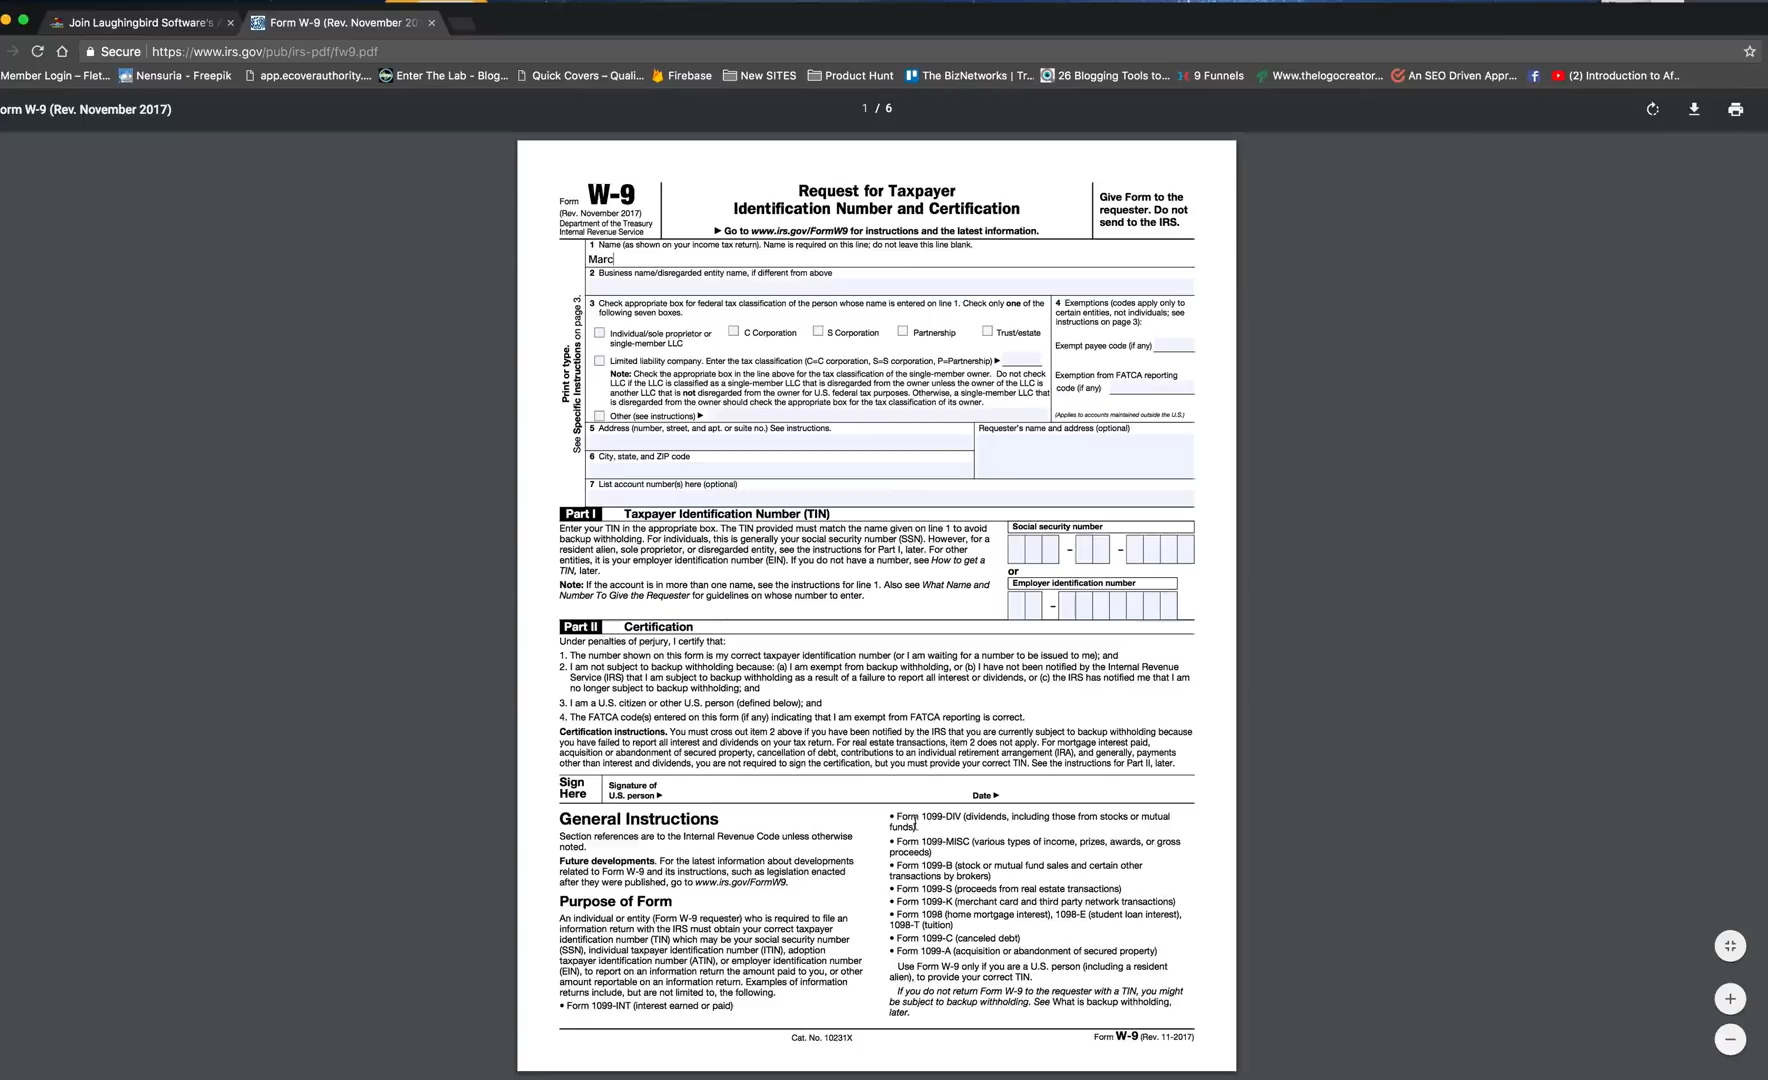 Join Laughingbird Software's
Form W-9 (Rev. November 20
Secure https://www.irs.gov/pub/irs-pdf/fw9.pdf
Member Login – Flet... Nensuria - Freepik app.ecoverauthority.... Enter The Lab - Blog... Quick Covers – Quali... Firebase New SITES Product Hunt The BizNetworks | Tr... 26 Blogging Tools to... 9 Funnels Www.thelogocreator... An SEO Driven Appr... (2) Introduction to Af..
orm W-9 (Rev. November 2017)
1 / 6
Form W-9
(Rev. November 2017)
Department of the Treasury
Internal Revenue Service
Request for Taxpayer
Identification Number and Certification
▶ Go to www.irs.gov/FormW9 for instructions and the latest information.
Give Form to the
requester. Do not
send to the IRS.
Print or type.
See Specific Instructions on page 3.
1 Name (as shown on your income tax return). Name is required on this line; do not leave this line blank.
Marc
2 Business name/disregarded entity name, if different from above
3 Check appropriate box for federal tax classification of the person whose name is entered on line 1. Check only one of the
following seven boxes.
Individual/sole proprietor or
single-member LLC
C Corporation
S Corporation
Partnership
Trust/estate
Limited liability company. Enter the tax classification (C=C corporation, S=S corporation, P=Partnership) ▶
Note: Check the appropriate box in the line above for the tax classification of the single-member owner. Do not check
LLC if the LLC is classified as a single-member LLC that is disregarded from the owner unless the owner of the LLC is
another LLC that is not disregarded from the owner for U.S. federal tax purposes. Otherwise, a single-member LLC that
is disregarded from the owner should check the appropriate box for the tax classification of its owner.
Other (see instructions) ▶
4 Exemptions (codes apply only to
certain entities, not individuals; see
instructions on page 3):
Exempt payee code (if any)
Exemption from FATCA reporting
code (if any)
(Applies to accounts maintained outside the U.S.)
5 Address (number, street, and apt. or suite no.) See instructions.
Requester's name and address (optional)
6 City, state, and ZIP code
7 List account number(s) here (optional)
Part I Taxpayer Identification Number (TIN)
Enter your TIN in the appropriate box. The TIN provided must match the name given on line 1 to avoid
backup withholding. For individuals, this is generally your social security number (SSN). However, for a
resident alien, sole proprietor, or disregarded entity, see the instructions for Part I, later. For other
entities, it is your employer identification number (EIN). If you do not have a number, see How to get a
TIN, later.
Note: If the account is in more than one name, see the instructions for line 1. Also see What Name and
Number To Give the Requester for guidelines on whose number to enter.
Social security number
– –
or
Employer identification number
–
Part II Certification
Under penalties of perjury, I certify that:
1. The number shown on this form is my correct taxpayer identification number (or I am waiting for a number to be issued to me); and
2. I am not subject to backup withholding because: (a) I am exempt from backup withholding, or (b) I have not been notified by the Internal Revenue
Service (IRS) that I am subject to backup withholding as a result of a failure to report all interest or dividends, or (c) the IRS has notified me that I am
no longer subject to backup withholding; and
3. I am a U.S. citizen or other U.S. person (defined below); and
4. The FATCA code(s) entered on this form (if any) indicating that I am exempt from FATCA reporting is correct.
Certification instructions. You must cross out item 2 above if you have been notified by the IRS that you are currently subject to backup withholding because
you have failed to report all interest and dividends on your tax return. For real estate transactions, item 2 does not apply. For mortgage interest paid,
acquisition or abandonment of secured property, cancellation of debt, contributions to an individual retirement arrangement (IRA), and generally, payments
other than interest and dividends, you are not required to sign the certification, but you must provide your correct TIN. See the instructions for Part II, later.
Sign
Here
Signature of
U.S. person ▶
Date ▶
General Instructions
Section references are to the Internal Revenue Code unless otherwise
noted.
Future developments. For the latest information about developments
related to Form W-9 and its instructions, such as legislation enacted
after they were published, go to www.irs.gov/FormW9.
Purpose of Form
An individual or entity (Form W-9 requester) who is required to file an
information return with the IRS must obtain your correct taxpayer
identification number (TIN) which may be your social security number
(SSN), individual taxpayer identification number (ITIN), adoption
taxpayer identification number (ATIN), or employer identification number
(EIN), to report on an information return the amount paid to you, or other
amount reportable on an information return. Examples of information
returns include, but are not limited to, the following.
• Form 1099-INT (interest earned or paid)
• Form 1099-DIV (dividends, including those from stocks or mutual
funds)
• Form 1099-MISC (various types of income, prizes, awards, or gross
proceeds)
• Form 1099-B (stock or mutual fund sales and certain other
transactions by brokers)
• Form 1099-S (proceeds from real estate transactions)
• Form 1099-K (merchant card and third party network transactions)
• Form 1098 (home mortgage interest), 1098-E (student loan interest),
1098-T (tuition)
• Form 1099-C (canceled debt)
• Form 1099-A (acquisition or abandonment of secured property)
Use Form W-9 only if you are a U.S. person (including a resident
alien), to provide your correct TIN.
If you do not return Form W-9 to the requester with a TIN, you might
be subject to backup withholding. See What is backup withholding,
later.
Cat. No. 10231X
Form W-9 (Rev. 11-2017)